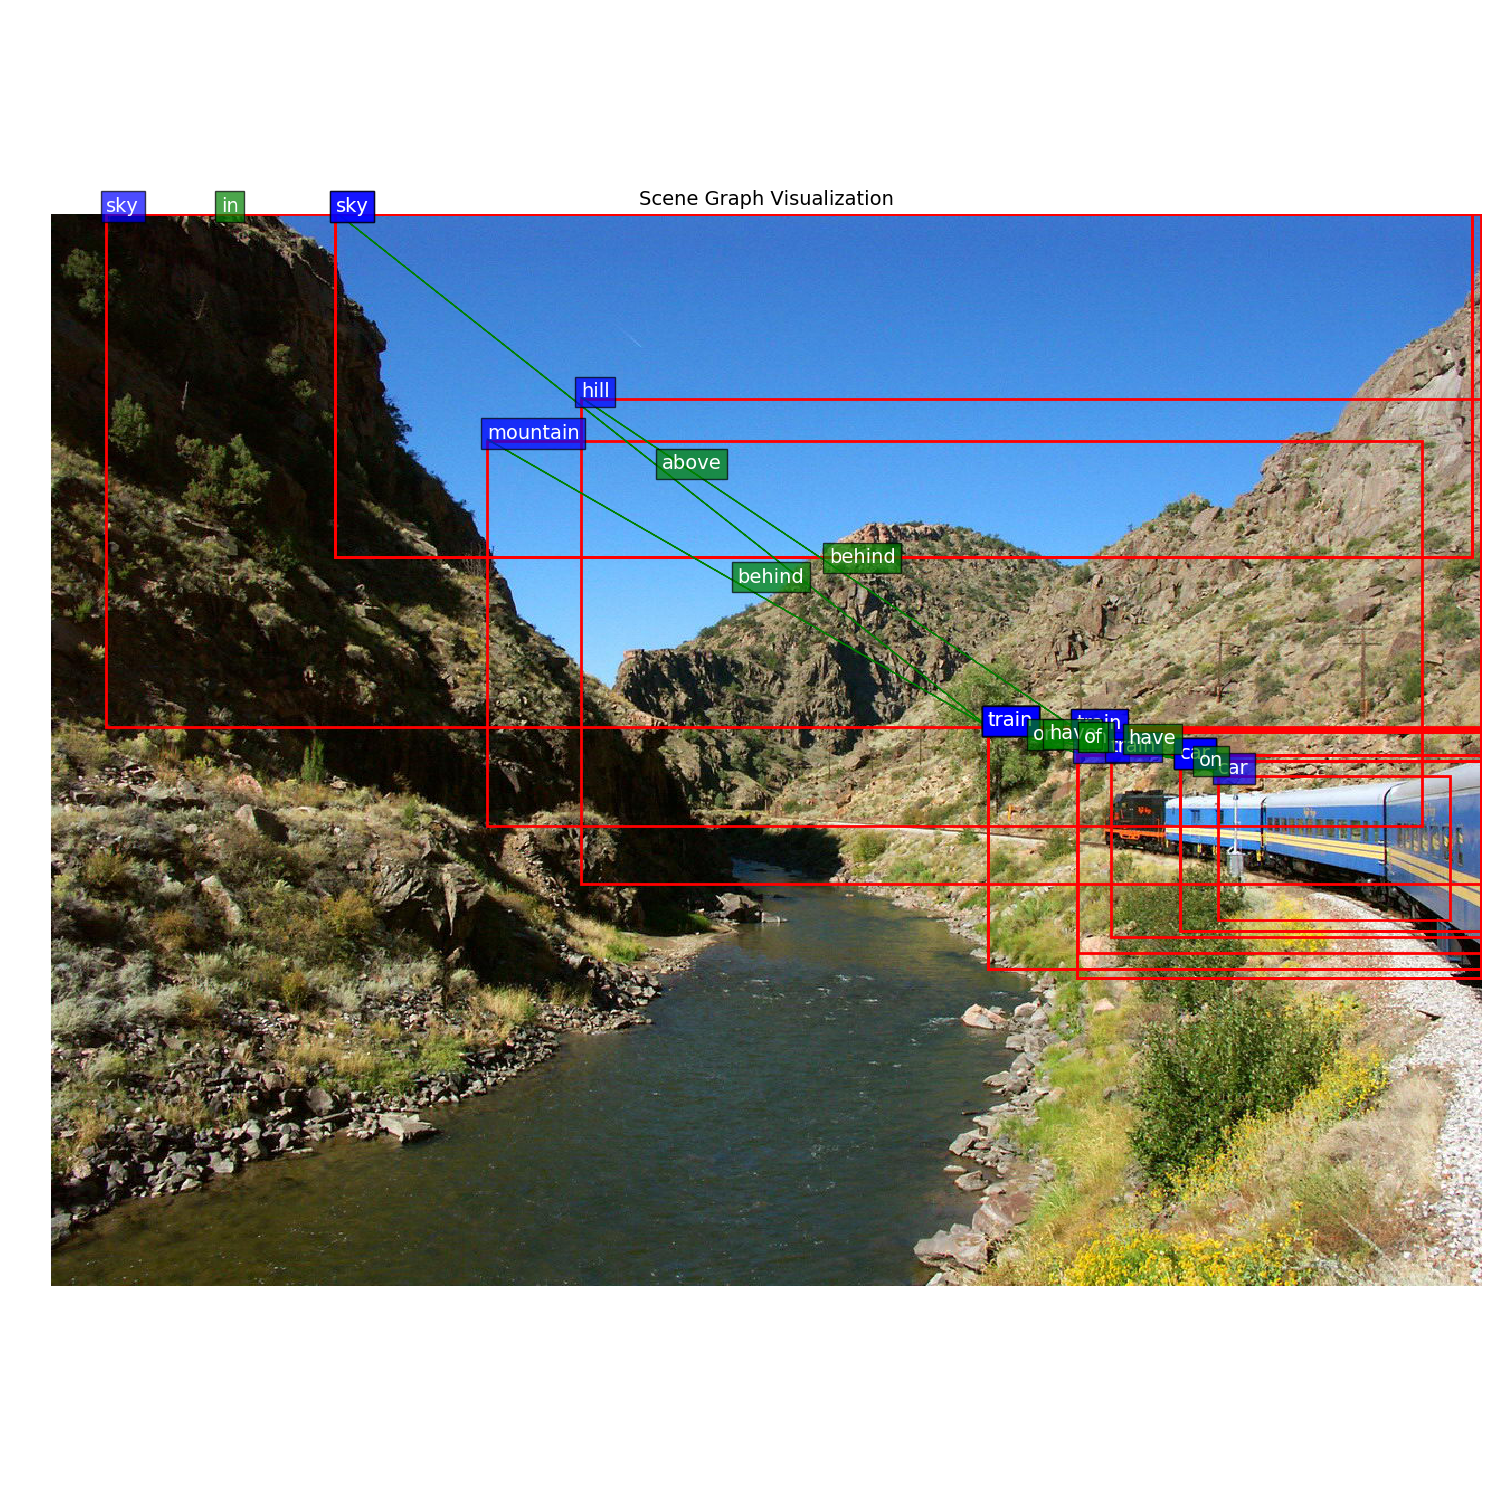 Scene Graph Visualization
sky
in
sky
hill
mountain
above
behind
behind
train
train
have
of
have
train
car
on
car